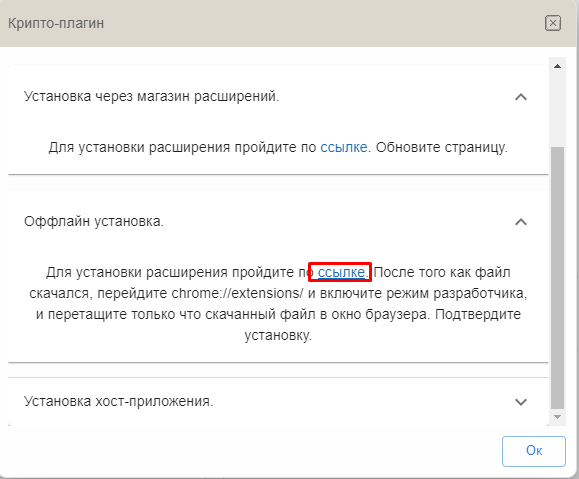 Крипто-плагин
Установка через магазин расширений.
Для установки расширения пройдите по ссылке. Обновите страницу.
Оффлайн установка.
Для установки расширения пройдите по ссылке. После того как файл
скачался, перейдите chrome://extensions/ и включите режим разработчика,
и перетащите только что скачанный файл в окно браузера. Подтвердите
установку.
Установка хост-приложения.
Ок